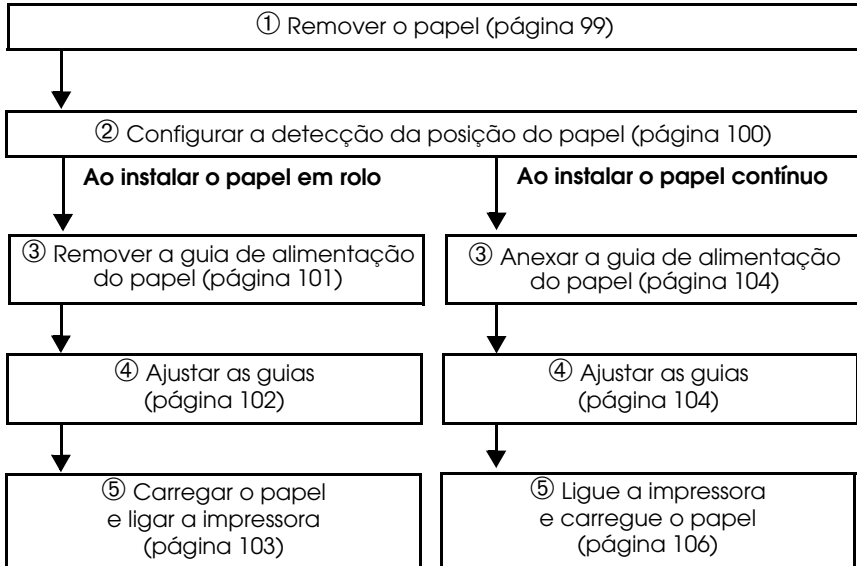 ① Remover o papel (página 99)
② Configurar a detecção da posição do papel (página 100)
Ao instalar o papel em rolo
③ Remover a guia de alimentação
do papel (página 101)
④ Ajustar as guias
(página 102)
⑤ Carregar o papel
e ligar a impressora
(página 103)
Ao instalar o papel contínuo
③ Anexar a guia de alimentação
do papel (página 104)
④ Ajustar as guias
(página 104)
⑤ Ligue a impressora
e carregue o papel
(página 106)